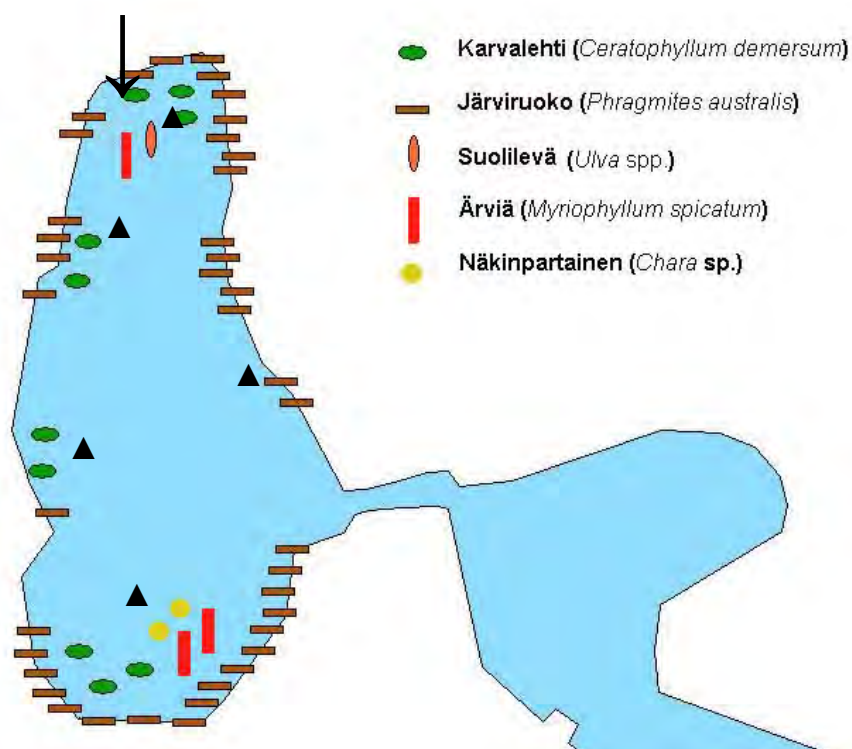 Karvalehti (Ceratophyllum demersum)
Järviruoko (Phragmites australis)
Suolilevä (Ulva spp.)
Ärviä (Myriophyllum spicatum)
Näkinpartainen (Chara sp.)